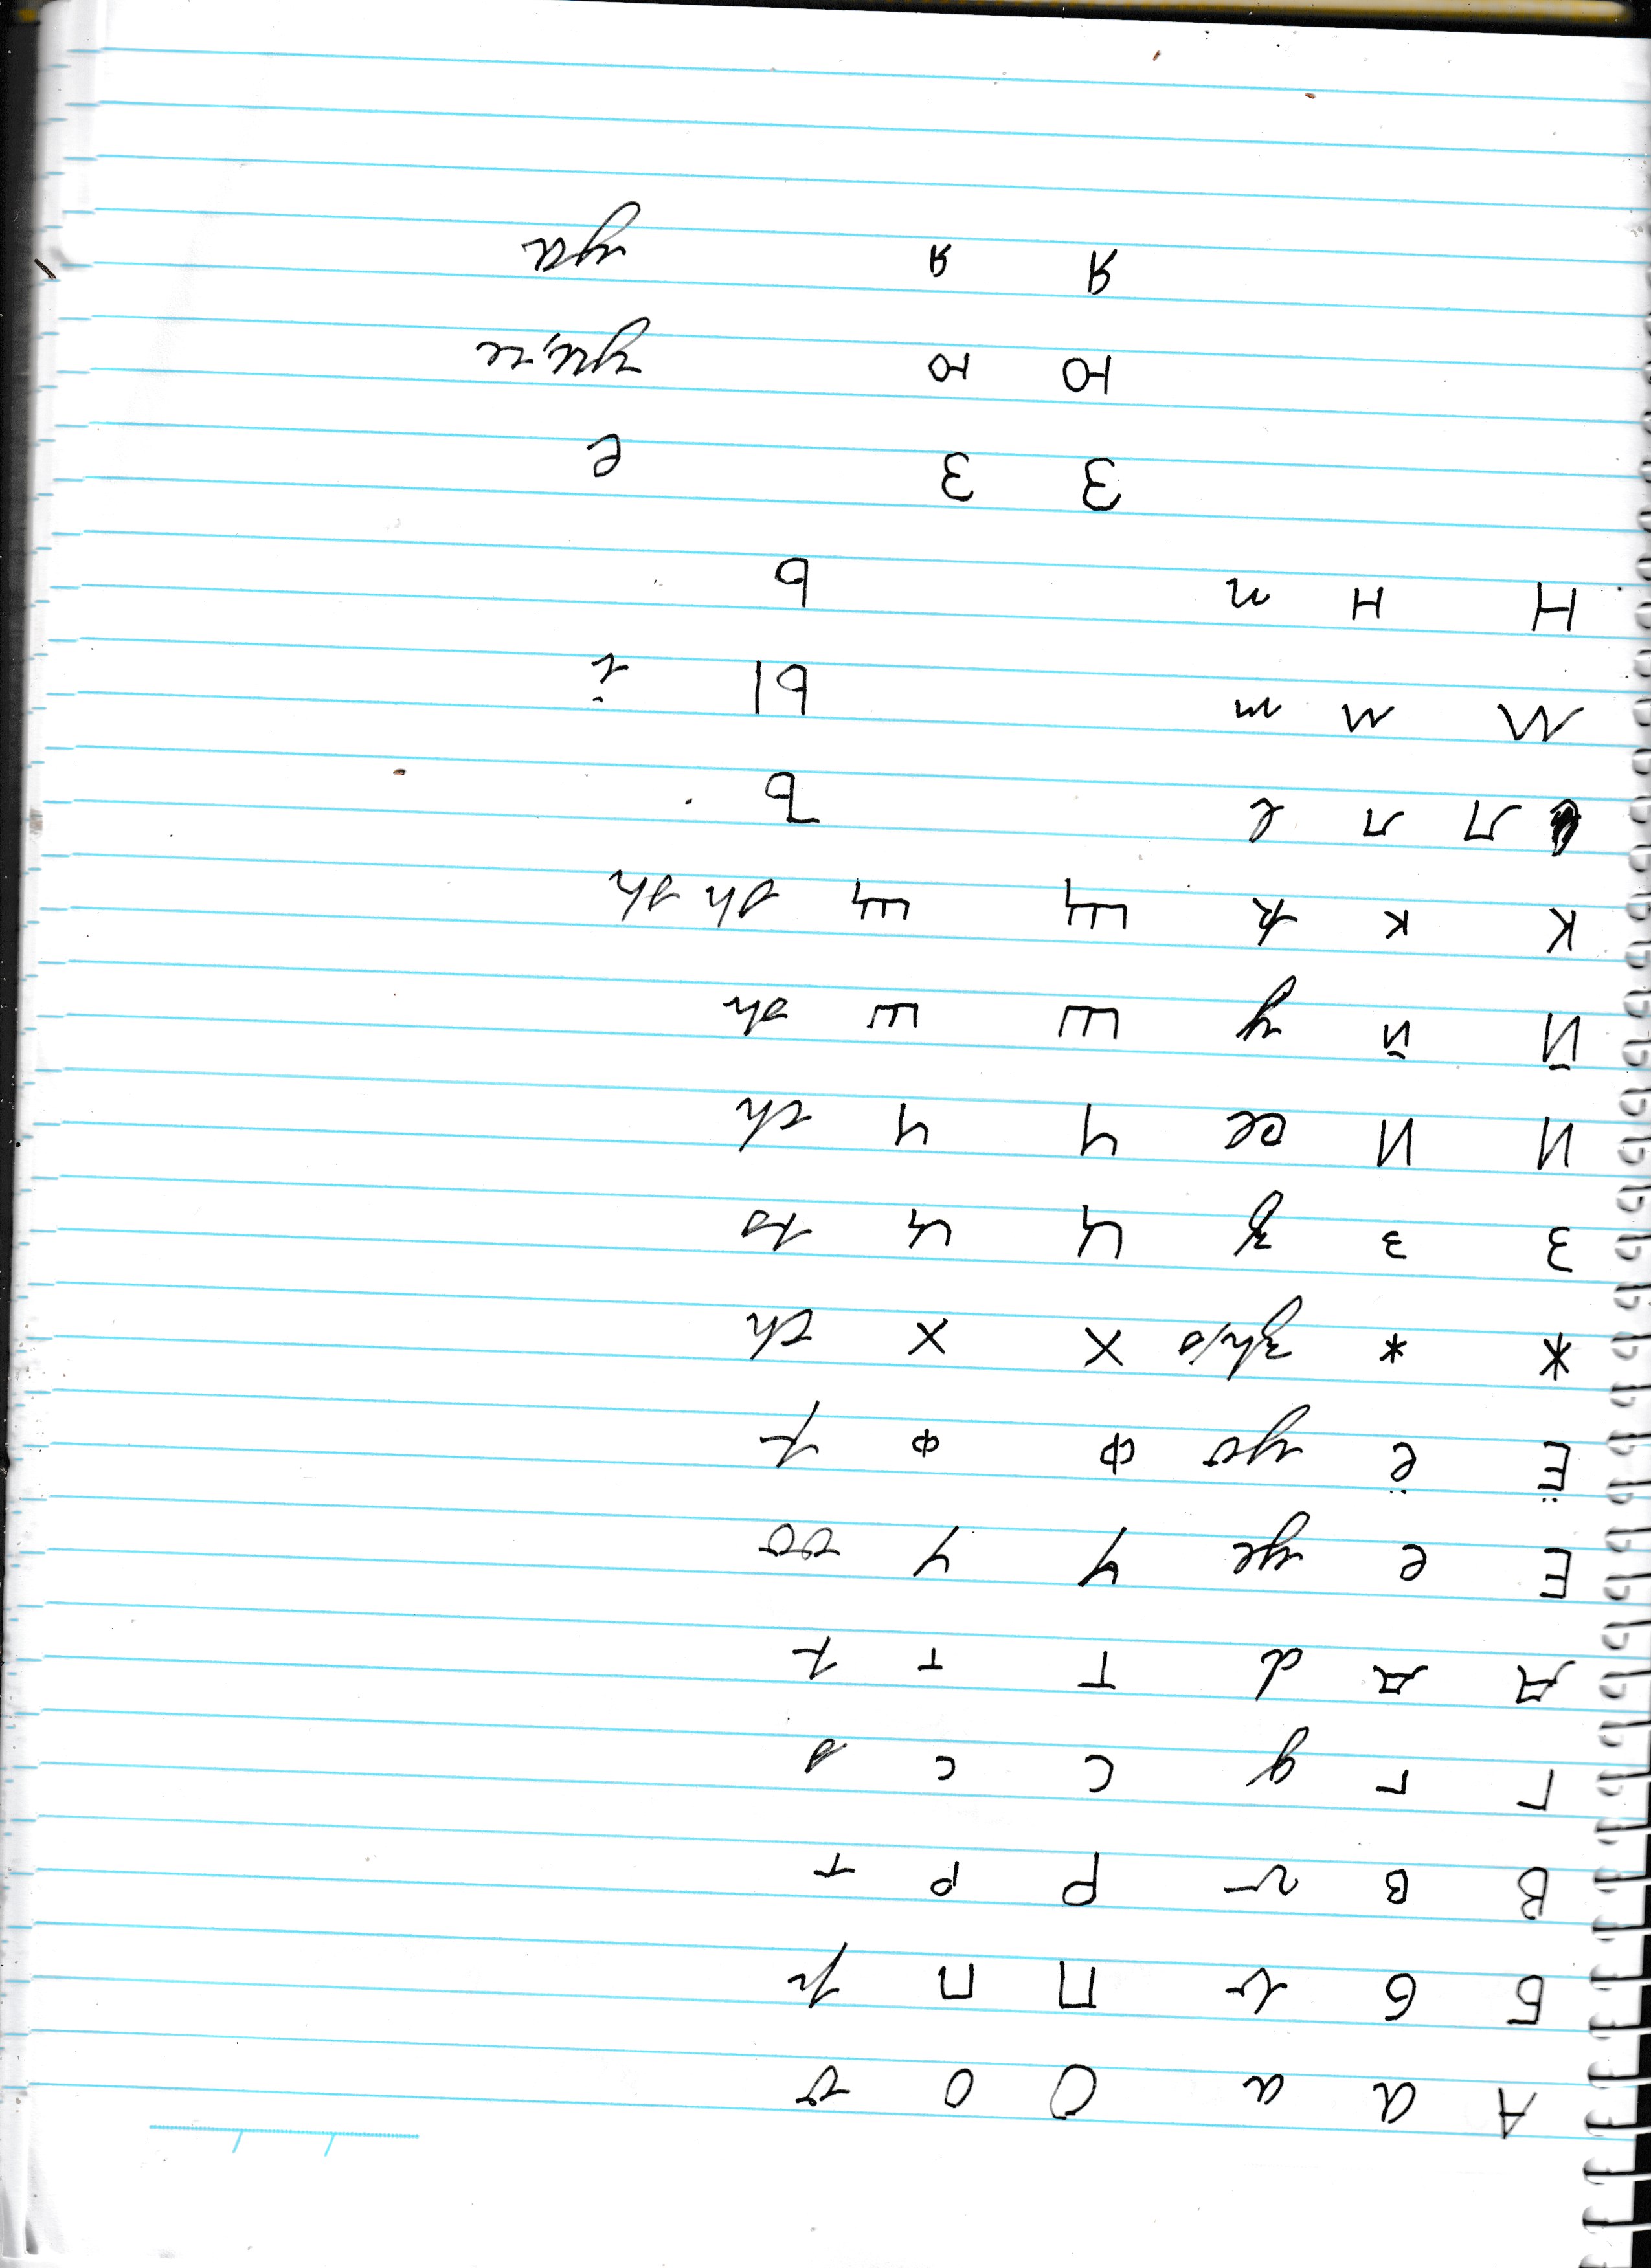 А а a О о o
Б б b П п p
В в v Р р r
Г г g С с s
Д д d Т т t
Е е ye У у oo
Ё ё yo Ф ф f
Ж ж zh/s Х х ch
З з z Ц ц ts
И и ee Ч ч ch
Й й y Ш ш sh
К к k Щ щ sh sh
Л л l Ъ
М м m Ы i
Н н n Ь
З З e
Ю ю yu, u
Я я ya